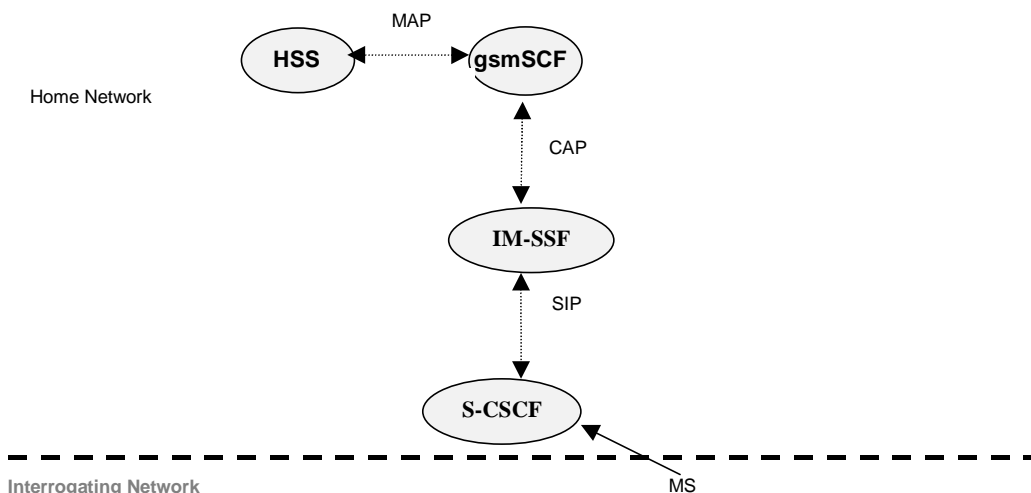 MAP
HSS
gsmSCF
Home Network
CAP
IM-SSF
SIP
S-CSCF
MS
Interrogating Network